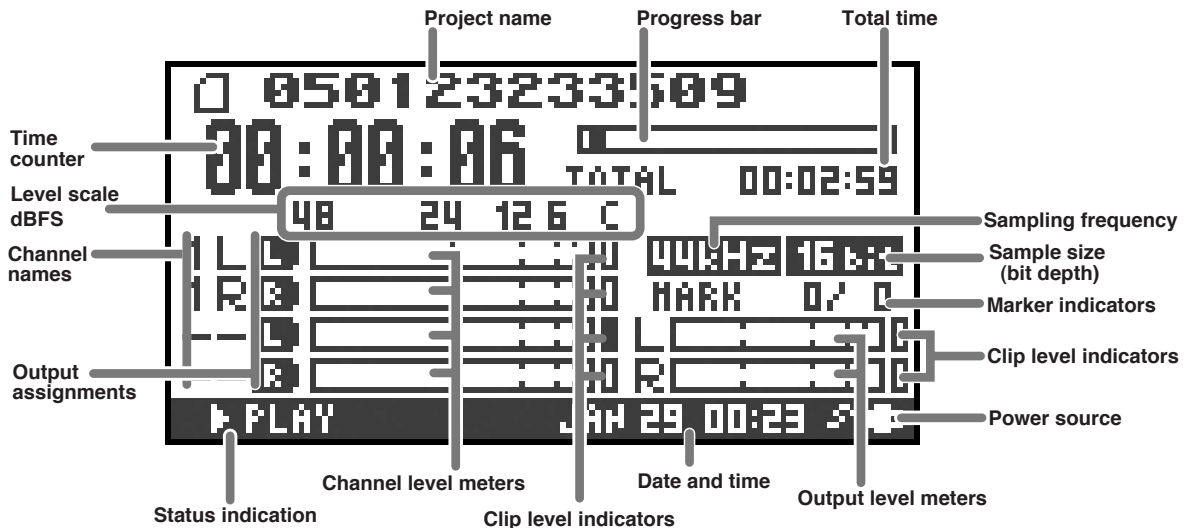 Project name
Progress bar
Total time
050123233509
Time
counter
00:00:06
TOTAL 00:02:59
Level scale
dBFS
48 24 12 6 C
Sampling frequency
Channel
names
L L
44kHz 16bit
Sample size
(bit depth)
R R
MARK 0/ 0
Marker indicators
-- L
L
Clip level indicators
Output
assignments
R
R
PLAY
JAN 29 00:23
Power source
Channel level meters
Date and time
Output level meters
Status indication
Clip level indicators